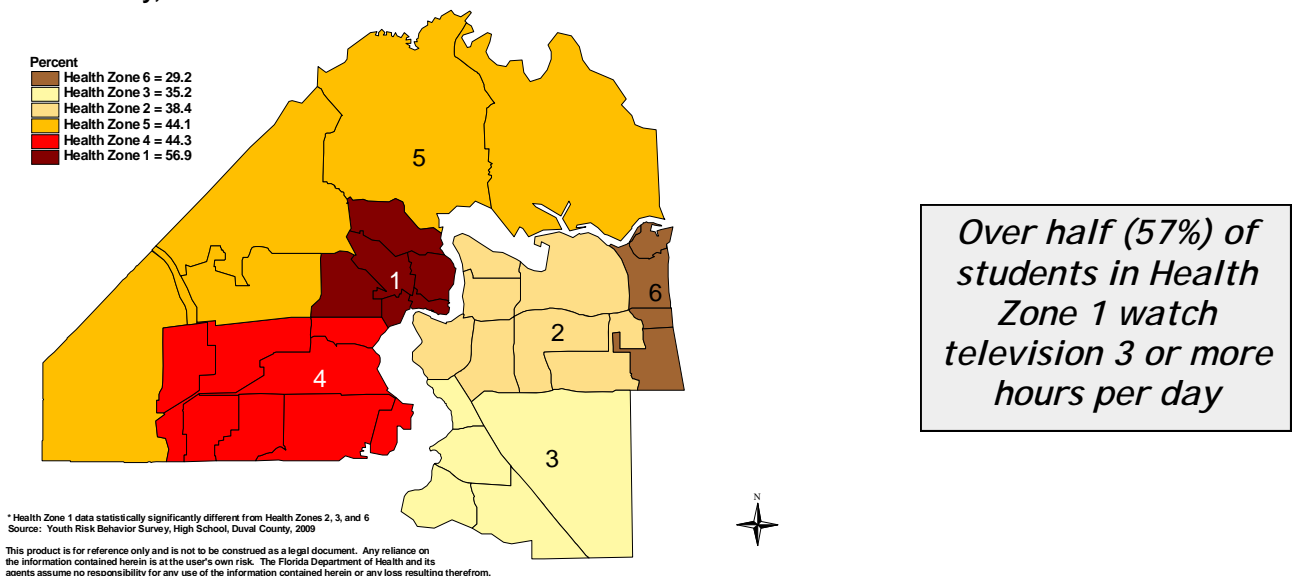 Percent
Health Zone 6 = 29.2
Health Zone 3 = 35.2
Health Zone 2 = 38.4
Health Zone 5 = 44.1
Health Zone 4 = 44.3
Health Zone 1 = 56.9
5
1
6
2
4
3
Over half (57%) of
students in Health
Zone 1 watch
television 3 or more
hours per day
N
* Health Zone 1 data statistically significantly different from Health Zones 2, 3, and 6
Source: Youth Risk Behavior Survey, High School, Duval County, 2009
This product is for reference only and is not to be construed as a legal document. Any reliance on
the information contained herein is at the user's own risk. The Florida Department of Health and its
agents assume no responsibility for any use of the information contained herein or any loss resulting therefrom.